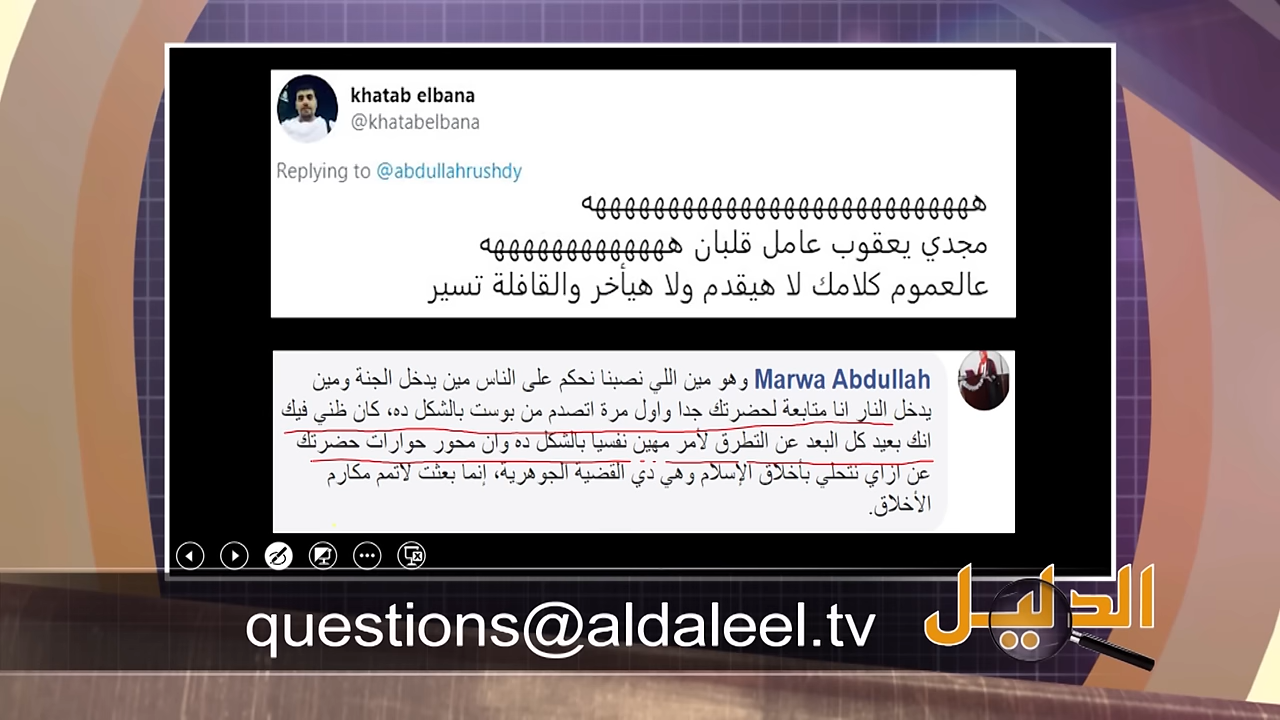 khatab elbana
@khatabelbana
Replying to @abdullahrushdy
هههههههههههههههههههههههههههه
مجدي يعقوب عامل قلبان ههههههههههههههه
عالعموم كلامك لا هيقدم ولا هيأخر والقافلة تسير
Marwa Abdullah وهو مين اللي نصبنا نحكم على الناس مين يدخل الجنة ومين
يدخل النار انا متابعة لحضرتك جدا واول مرة اتصدم من بوست بالشكل ده، كان ظني فيك
انك بعيد كل البعد عن التطرق لأمر مهين نفسيا بالشكل ده وان محور حوارات حضرتك
عن ازاي نتحلي بأخلاق الإسلام وهي دي القضية الجوهرية، إنما بعثت لاتمم مكارم
الأخلاق.
الدليل
questions@aldaleel.tv